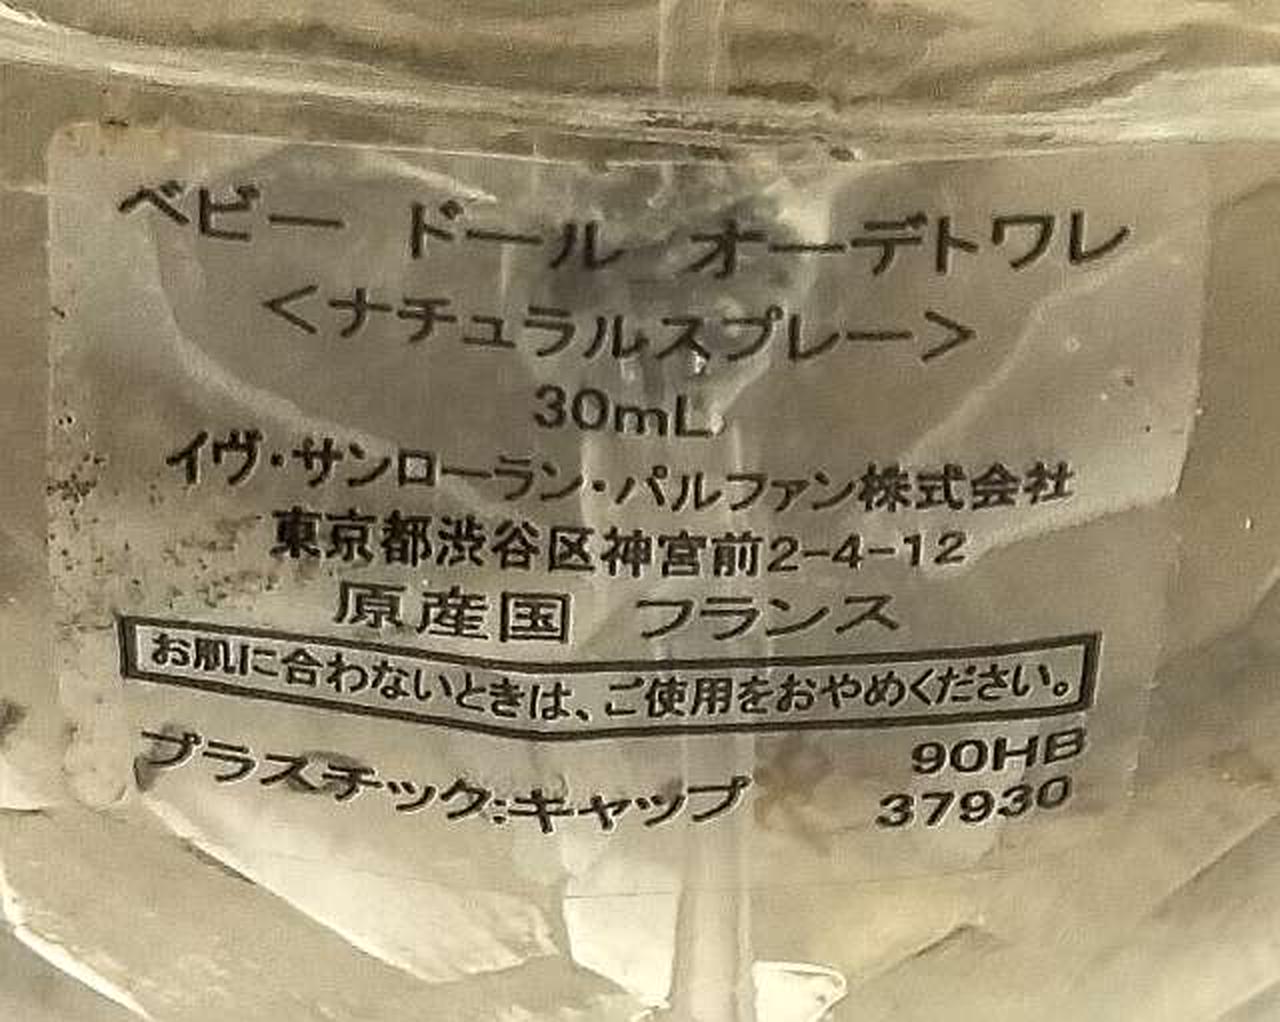 ベビー ドール オーデトワレ
＜ナチュラルスプレー＞
30mL
イヴ・サンローラン・パルファン株式会社
東京都渋谷区神宮前2-4-12
原産国 フランス
お肌に合わないときは、ご使用をおやめください。
プラスチック:キャップ 90HB
37930